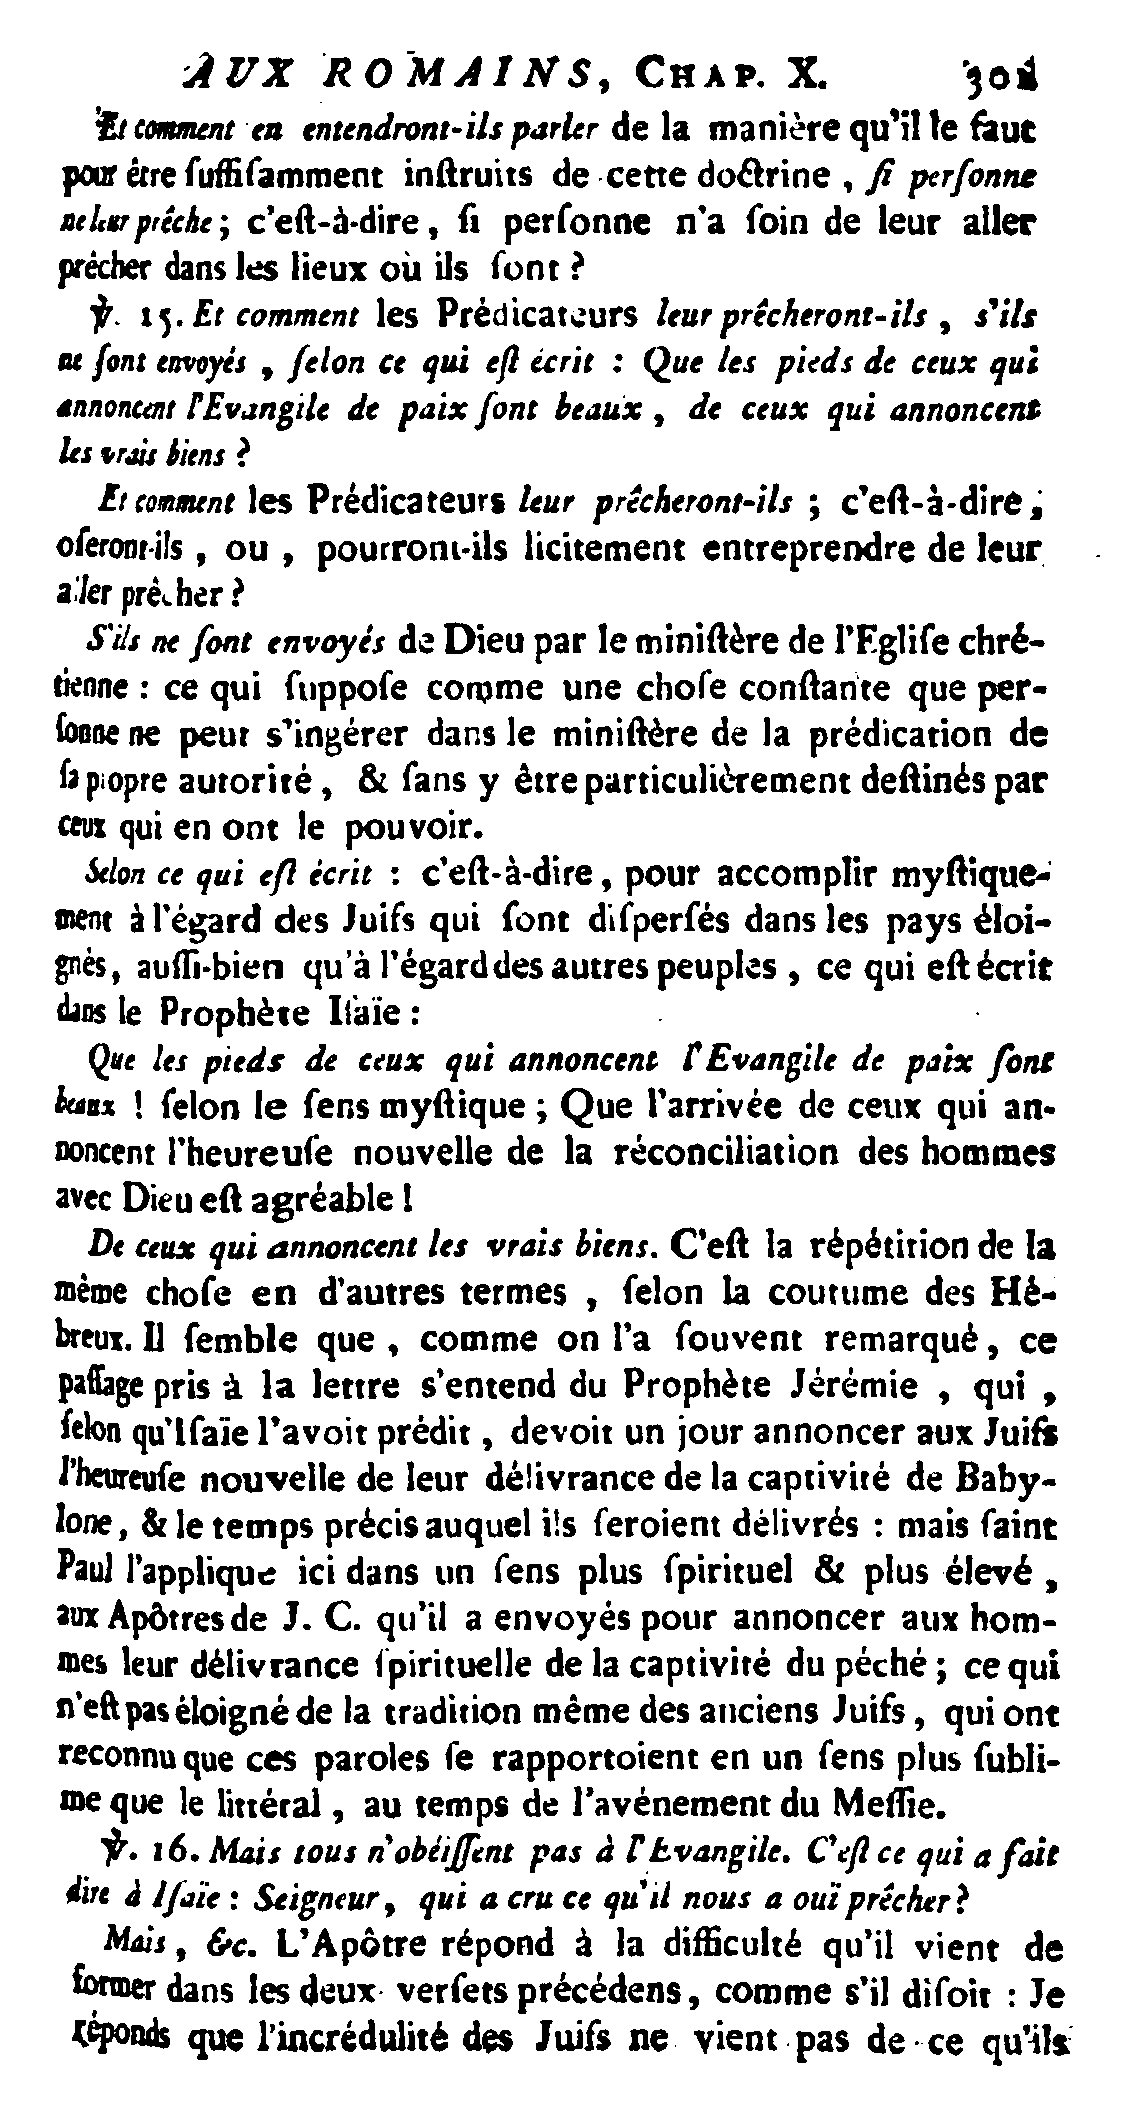 AUX ROMAINS, CHAP. X. 301
Et comment en entendront-ils parler de la manière qu'il le faut
pour être ſuffiſamment inſtruits de cette doctrine, ſi perſonne
ne leur prêche; c'eſt-à-dire, ſi perſonne n'a ſoin de leur aller
prêcher dans les lieux où ils ſont ?
℣. 15. Et comment les Prédicateurs leur prêcheront-ils, s'ils
ne ſont envoyés, ſelon ce qui eſt écrit : Que les pieds de ceux qui
annoncent l'Evangile de paix ſont beaux, de ceux qui annoncent
les vrais biens ?
Et comment les Prédicateurs leur prêcheront-ils ; c'eſt-à-dire,
oſeront-ils, ou, pourront-ils licitement entreprendre de leur
aller prêcher ?
S'ils ne ſont envoyés de Dieu par le miniſtère de l'Egliſe chré-
tienne : ce qui ſuppoſe comme une choſe conſtante que per-
ſonne ne peut s'ingérer dans le miniſtère de la prédication de
ſa propre autorité, & ſans y être particulièrement deſtinés par
ceux qui en ont le pouvoir.
Selon ce qui eſt écrit : c'eſt-à-dire, pour accomplir myſtique-
ment à l'égard des Juifs qui ſont diſperſés dans les pays éloi-
gnés, auſſi-bien qu'à l'égard des autres peuples, ce qui eſt écrit
dans le Prophète Iſaïe :
Que les pieds de ceux qui annoncent l'Evangile de paix ſont
beaux ! ſelon le ſens myſtique ; Que l'arrivée de ceux qui an-
noncent l'heureuſe nouvelle de la réconciliation des hommes
avec Dieu eſt agréable !
De ceux qui annoncent les vrais biens. C'eſt la répétition de la
même choſe en d'autres termes, ſelon la coutume des Hé-
breux. Il ſemble que, comme on l'a ſouvent remarqué, ce
paſſage pris à la lettre s'entend du Prophète Jérémie, qui,
ſelon qu'Iſaïe l'avoit prédit, devoit un jour annoncer aux Juifs
l'heureuſe nouvelle de leur délivrance de la captivité de Baby-
lone, & le temps précis auquel ils ſeroient délivrés : mais ſaint
Paul l'applique ici dans un ſens plus ſpirituel & plus élevé,
aux Apôtres de J. C. qu'il a envoyés pour annoncer aux hom-
mes leur délivrance ſpirituelle de la captivité du péché ; ce qui
n'eſt pas éloigné de la tradition même des anciens Juifs, qui ont
reconnu que ces paroles ſe rapportoient en un ſens plus ſubli-
me que le littéral, au temps de l'avénement du Meſſie.
℣. 16. Mais tous n'obéiſſent pas à l'Evangile. C'eſt ce qui a fait
dire à Iſaïe : Seigneur, qui a cru ce qu'il nous a ouï prêcher ?
Mais, &c. L'Apôtre répond à la difficulté qu'il vient de
former dans les deux verſets précédens, comme s'il diſoit : Je
réponds que l'incrédulité des Juifs ne vient pas de ce qu'ils